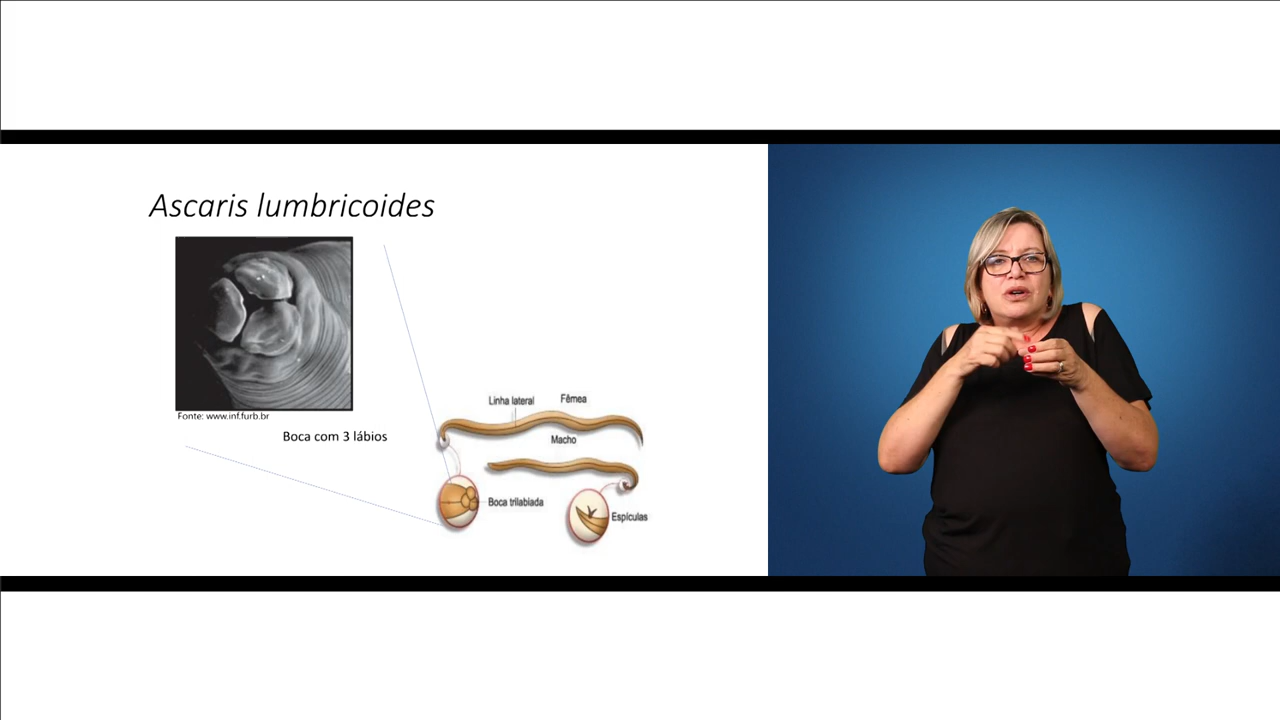 Ascaris lumbricoides
Fonte: www.inf.furb.br
Boca com 3 lábios
Linha lateral
Fêmea
Macho
Boca trilabiada
Espículas